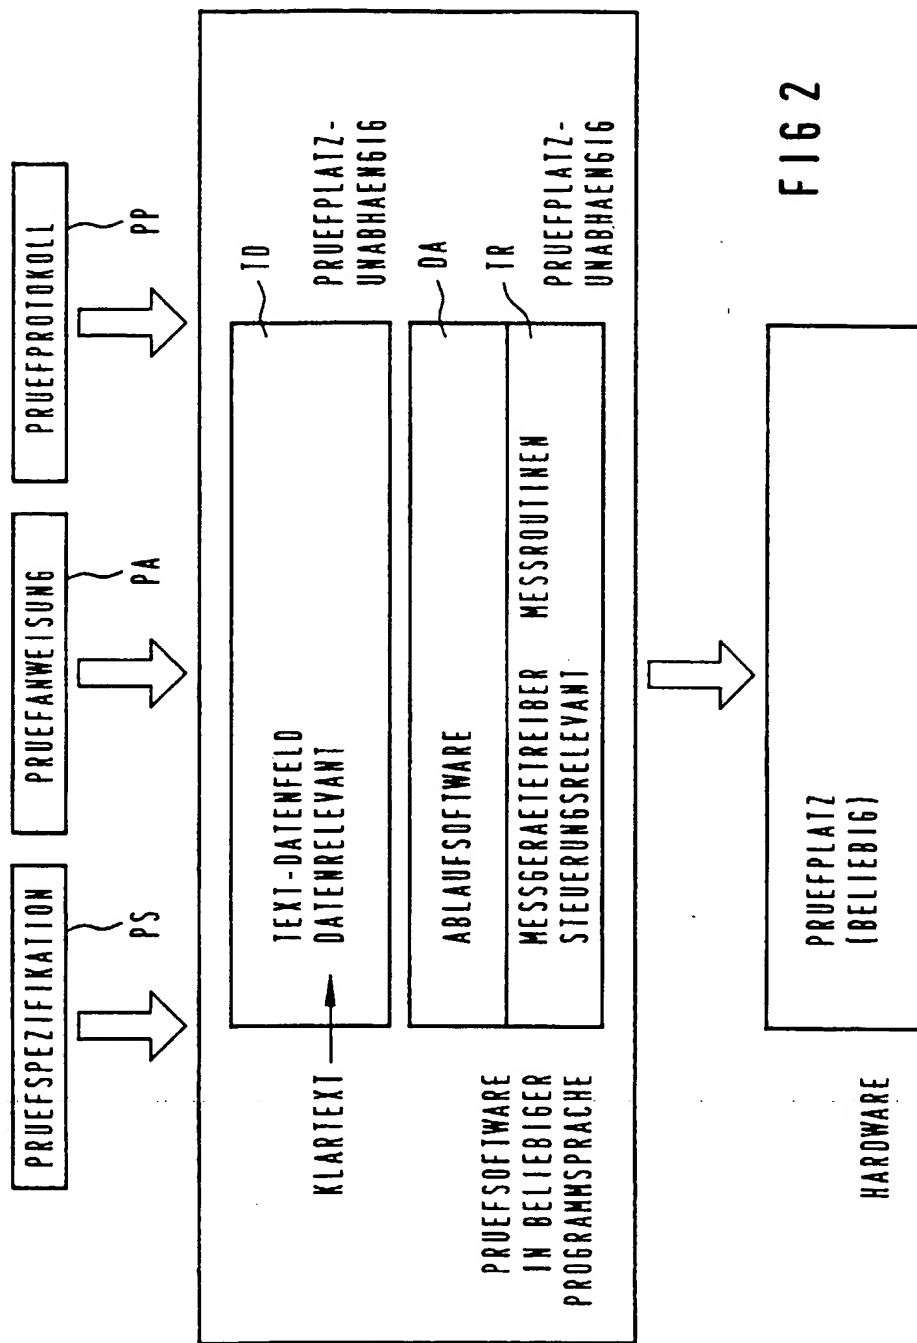 PRUEFSPEZIFIKATION
PS
PRUEFANWEISUNG
PA
PRUEFPROTOKOLL
PP
KLARTEXT
TEXT-DATENFELD
DATENRELEVANT
TD
PRUEFPLATZ-
UNABHAENGIG
PRUEFSOFTWARE
IN BELIEBIGER
PROGRAMMSPRACHE
ABLAUFSOFTWARE
DA
MESSGERAETETREIBER MESSROUTINEN
STEUERUNGSRELEVANT
TR
PRUEFPLATZ-
UNABHAENGIG
HARDWARE
PRUEFPLATZ
(BELIEBIG)
FIG 2